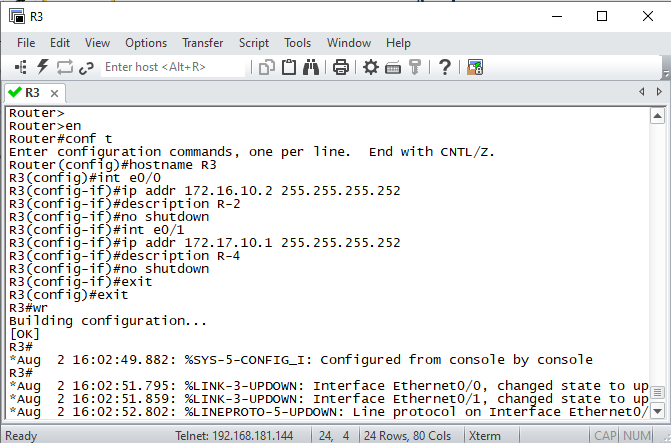 R3
File Edit View Options Transfer Script Tools Window Help
Enter host <Alt+R>
R3
Router>
Router>en
Router#conf t
Enter configuration commands, one per line.  End with CNTL/Z.
Router(config)#hostname R3
R3(config)#int e0/0
R3(config-if)#ip addr 172.16.10.2 255.255.255.252
R3(config-if)#description R-2
R3(config-if)#no shutdown
R3(config-if)#int e0/1
R3(config-if)#ip addr 172.17.10.1 255.255.255.252
R3(config-if)#description R-4
R3(config-if)#no shutdown
R3(config-if)#exit
R3(config)#exit
R3#wr
Building configuration...
[OK]
R3#
*Aug  2 16:02:49.882: %SYS-5-CONFIG_I: Configured from console by console
R3#
*Aug  2 16:02:51.795: %LINK-3-UPDOWN: Interface Ethernet0/0, changed state to up
*Aug  2 16:02:51.859: %LINK-3-UPDOWN: Interface Ethernet0/1, changed state to up
*Aug  2 16:02:52.802: %LINEPROTO-5-UPDOWN: Line protocol on Interface Ethernet0/
Ready Telnet: 192.168.181.144 24, 4 24 Rows, 80 Cols Xterm CAP NUM